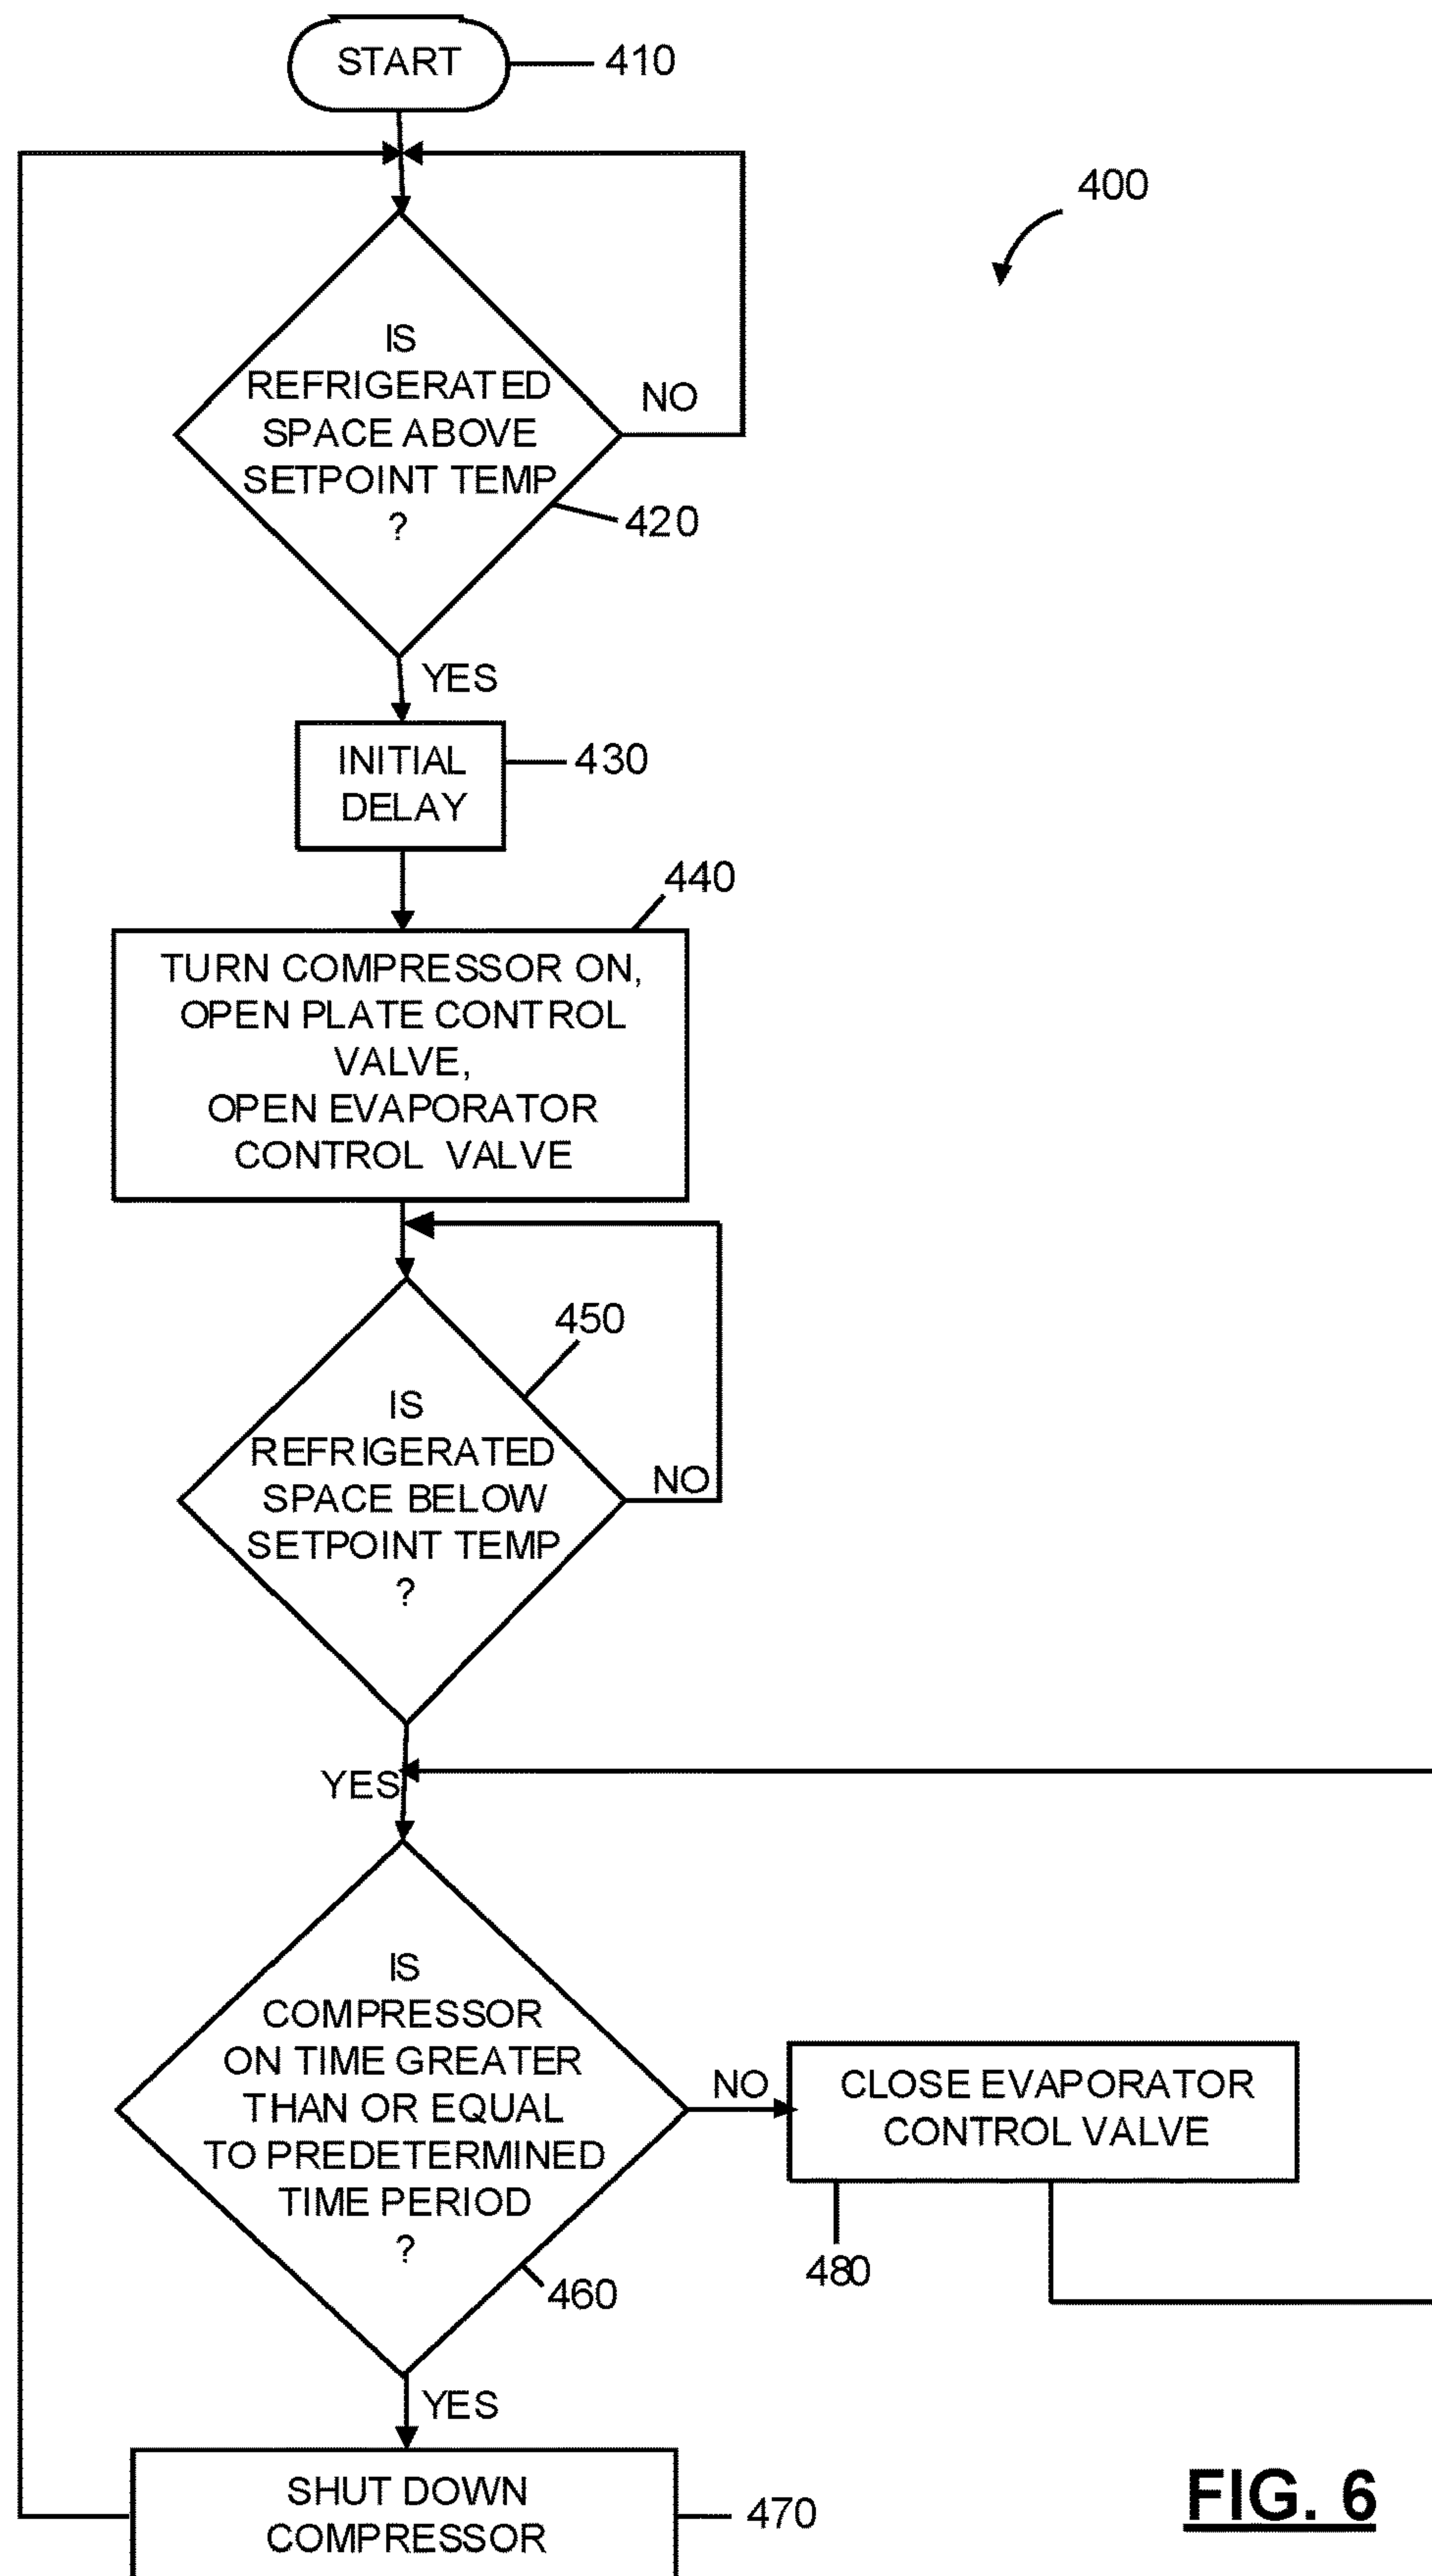 START
410
400
IS
REFRIGERATED
SPACE ABOVE
SETPOINT TEMP
?
NO
420
YES
INITIAL
DELAY
430
440
TURN COMPRESSOR ON,
OPEN PLATE CONTROL
VALVE,
OPEN EVAPORATOR
CONTROL VALVE
450
IS
REFRIGERATED
SPACE BELOW
SETPOINT TEMP
?
NO
YES
IS
COMPRESSOR
ON TIME GREATER
THAN OR EQUAL
TO PREDETERMINED
TIME PERIOD
?
NO
CLOSE EVAPORATOR
CONTROL VALVE
480
460
YES
SHUT DOWN
COMPRESSOR
470
FIG. 6